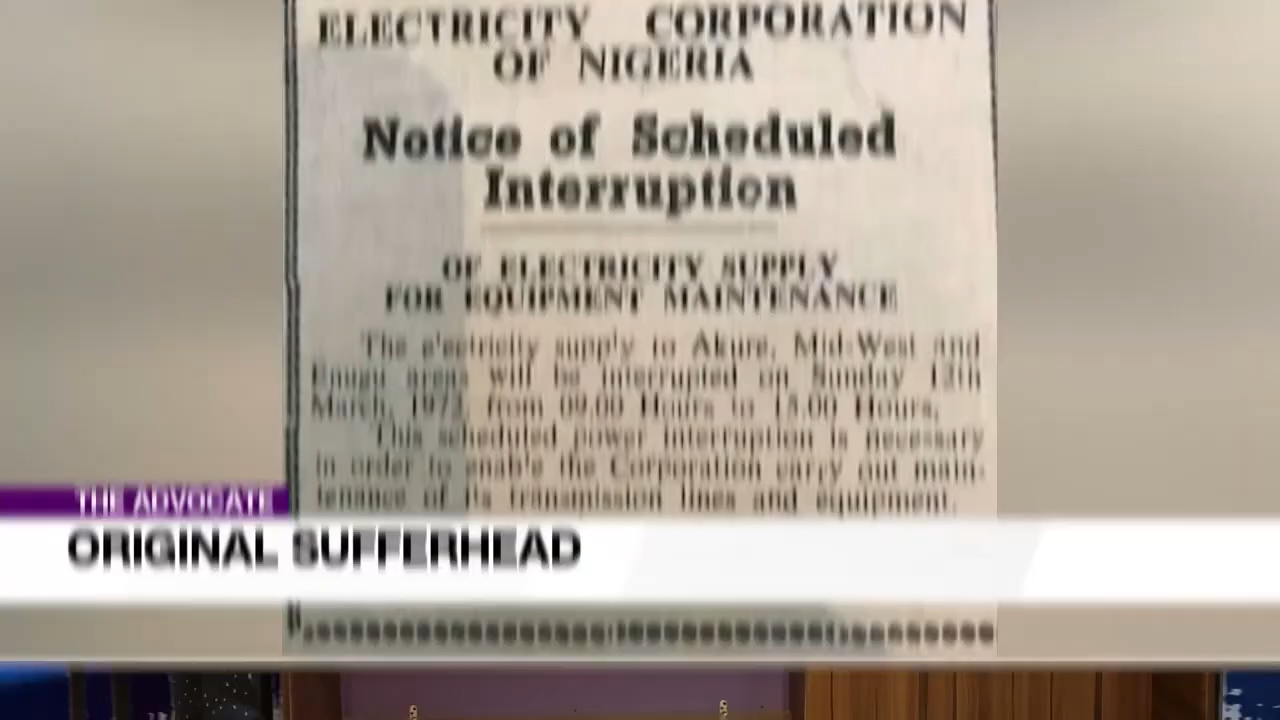 ELECTRICITY CORPORATION
OF NIGERIA
Notice of Scheduled
Interruption
OF ELECTRICITY SUPPLY
FOR EQUIPMENT MAINTENANCE
The electricity supply to Akure, Mid-West and
Enugu areas will be interrupted on Sunday 12th
March, 1972, from 09.00 Hours to 15.00 Hours.
This scheduled power interruption is necessary
in order to enable the Corporation carry out main-
tenance of its transmission lines and equipment.
THE ADVOCATE
ORIGINAL SUFFERHEAD